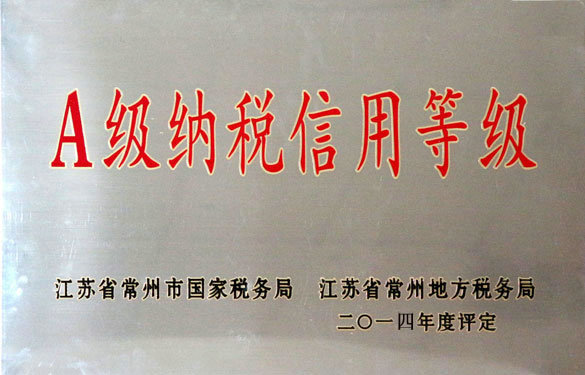 A级纳税信用等级
江苏省常州市国家税务局 江苏省常州地方税务局
二〇一四年度评定